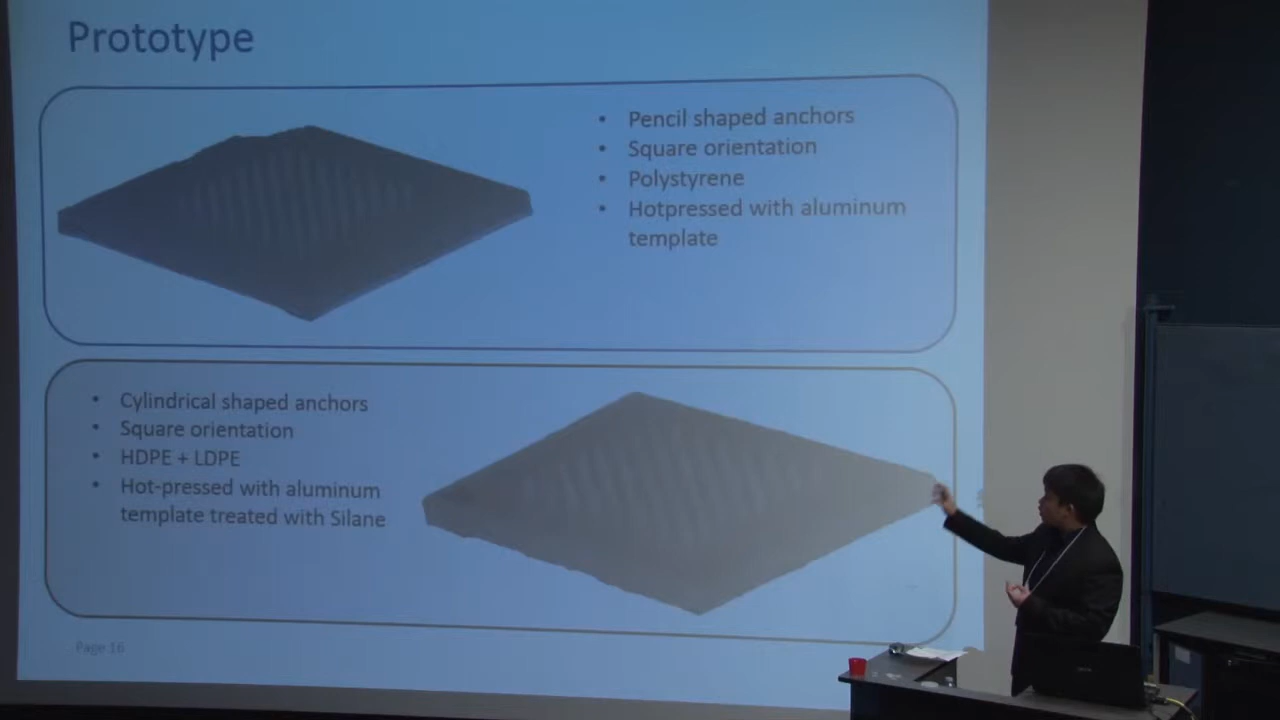 Prototype
• Pencil shaped anchors
• Square orientation
• Polystyrene
• Hotpressed with aluminum
template
• Cylindrical shaped anchors
• Square orientation
• HDPE + LDPE
• Hot-pressed with aluminum
template treated with Silane
Page 16